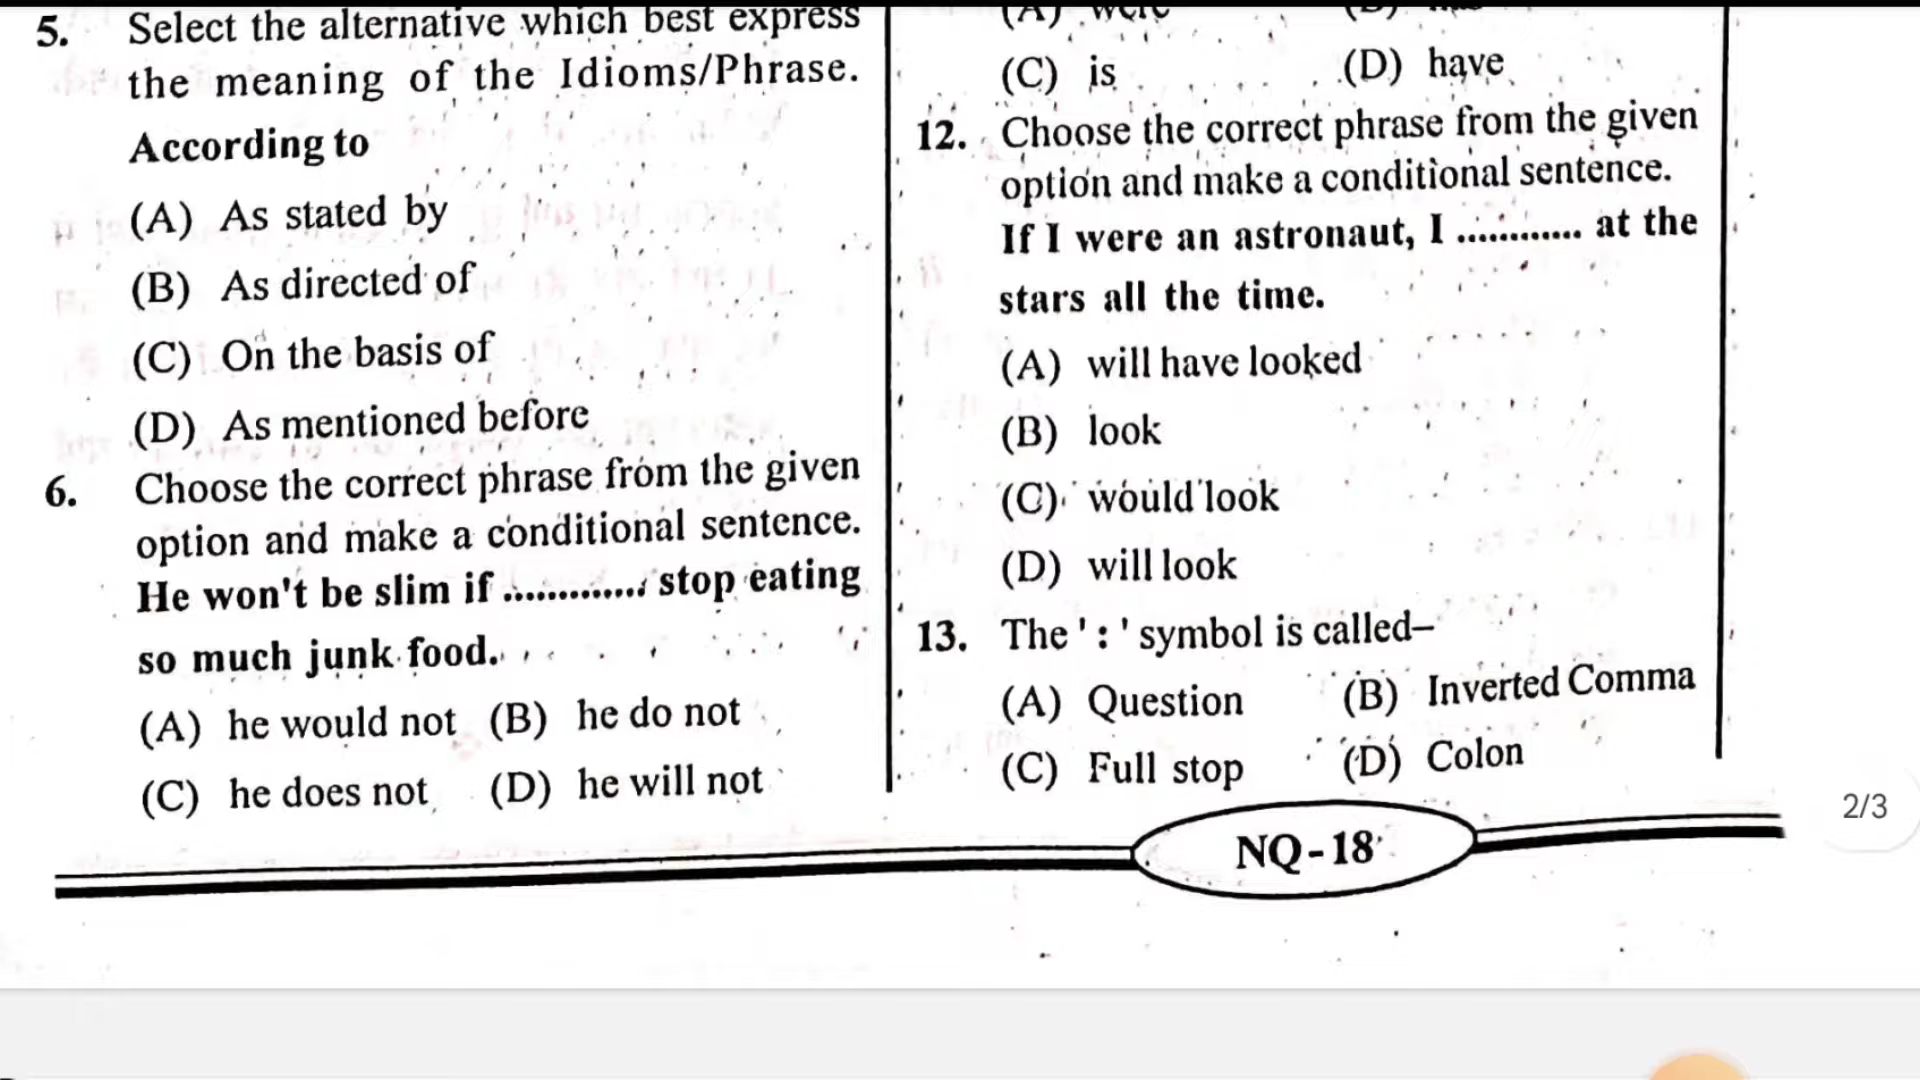 5. Select the alternative which best express
the meaning of the Idioms/Phrase.
According to
(A) As stated by
(B) As directed of
(C) On the basis of
(D) As mentioned before
6. Choose the correct phrase from the given
option and make a conditional sentence.
He won't be slim if ............. stop eating
so much junk food.
(A) he would not (B) he do not
(C) he does not (D) he will not
(A) were
(C) is (D) have
12. Choose the correct phrase from the given
option and make a conditional sentence.
If I were an astronaut, I ............ at the
stars all the time.
(A) will have looked
(B) look
(C) would look
(D) will look
13. The ' : ' symbol is called–
(A) Question (B) Inverted Comma
(C) Full stop (D) Colon
NQ-18
2/3